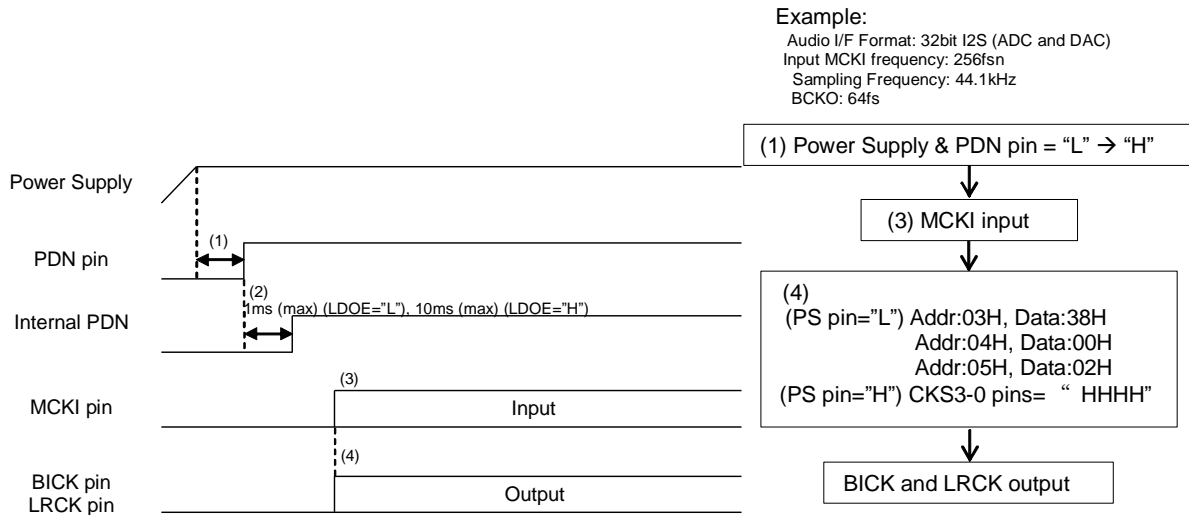 Example:
Audio I/F Format: 32bit I2S (ADC and DAC)
Input MCKI frequency: 256fsn
Sampling Frequency: 44.1kHz
BCKO: 64fs
Power Supply
PDN pin
Internal PDN
MCKI pin
BICK pin
LRCK pin
(1)
(2)
1ms (max) (LDOE="L"), 10ms (max) (LDOE="H")
(3)
Input
(4)
Output
(1) Power Supply & PDN pin = "L" → "H"
(3) MCKI input
(4)
(PS pin="L") Addr:03H, Data:38H
Addr:04H, Data:00H
Addr:05H, Data:02H
(PS pin="H") CKS3-0 pins= " HHHH"
BICK and LRCK output